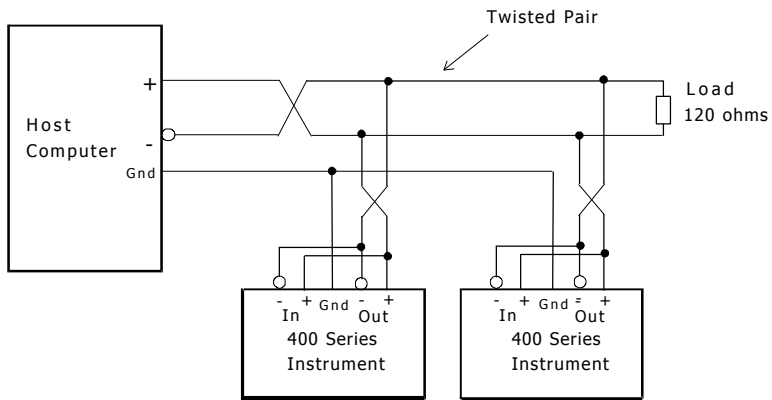 Twisted Pair
Host
Computer
+
-
Gnd
Load
120 ohms
- + Gnd - +
In Out
400 Series
Instrument
- + Gnd = +
In Out
400 Series
Instrument